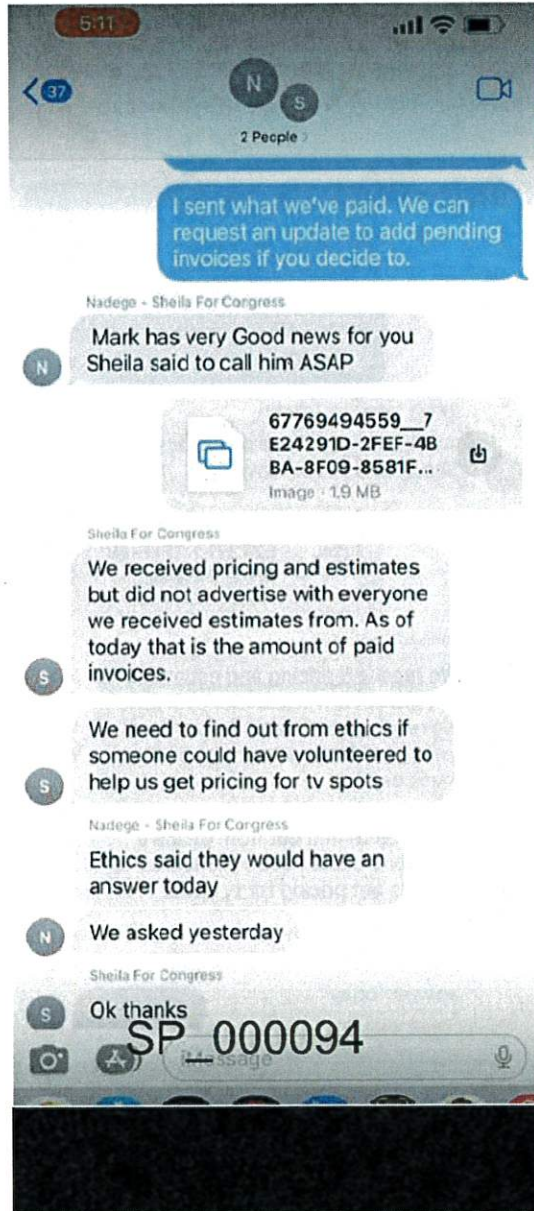 5:11
37
N
S
2 People
I sent what we've paid. We can
request an update to add pending
invoices if you decide to.
Nadege - Sheila For Congress
Mark has very Good news for you
Sheila said to call him ASAP
N
67769494559__7
E24291D-2FEF-4B
BA-8F09-8581F...
Image · 1.9 MB
Sheila For Congress
We received pricing and estimates
but did not advertise with everyone
we received estimates from. As of
today that is the amount of paid
invoices.
S
We need to find out from ethics if
someone could have volunteered to
help us get pricing for tv spots
S
Nadege - Sheila For Congress
Ethics said they would have an
answer today
We asked yesterday
N
Sheila For Congress
Ok thanks
S
SP_000094
iMessage